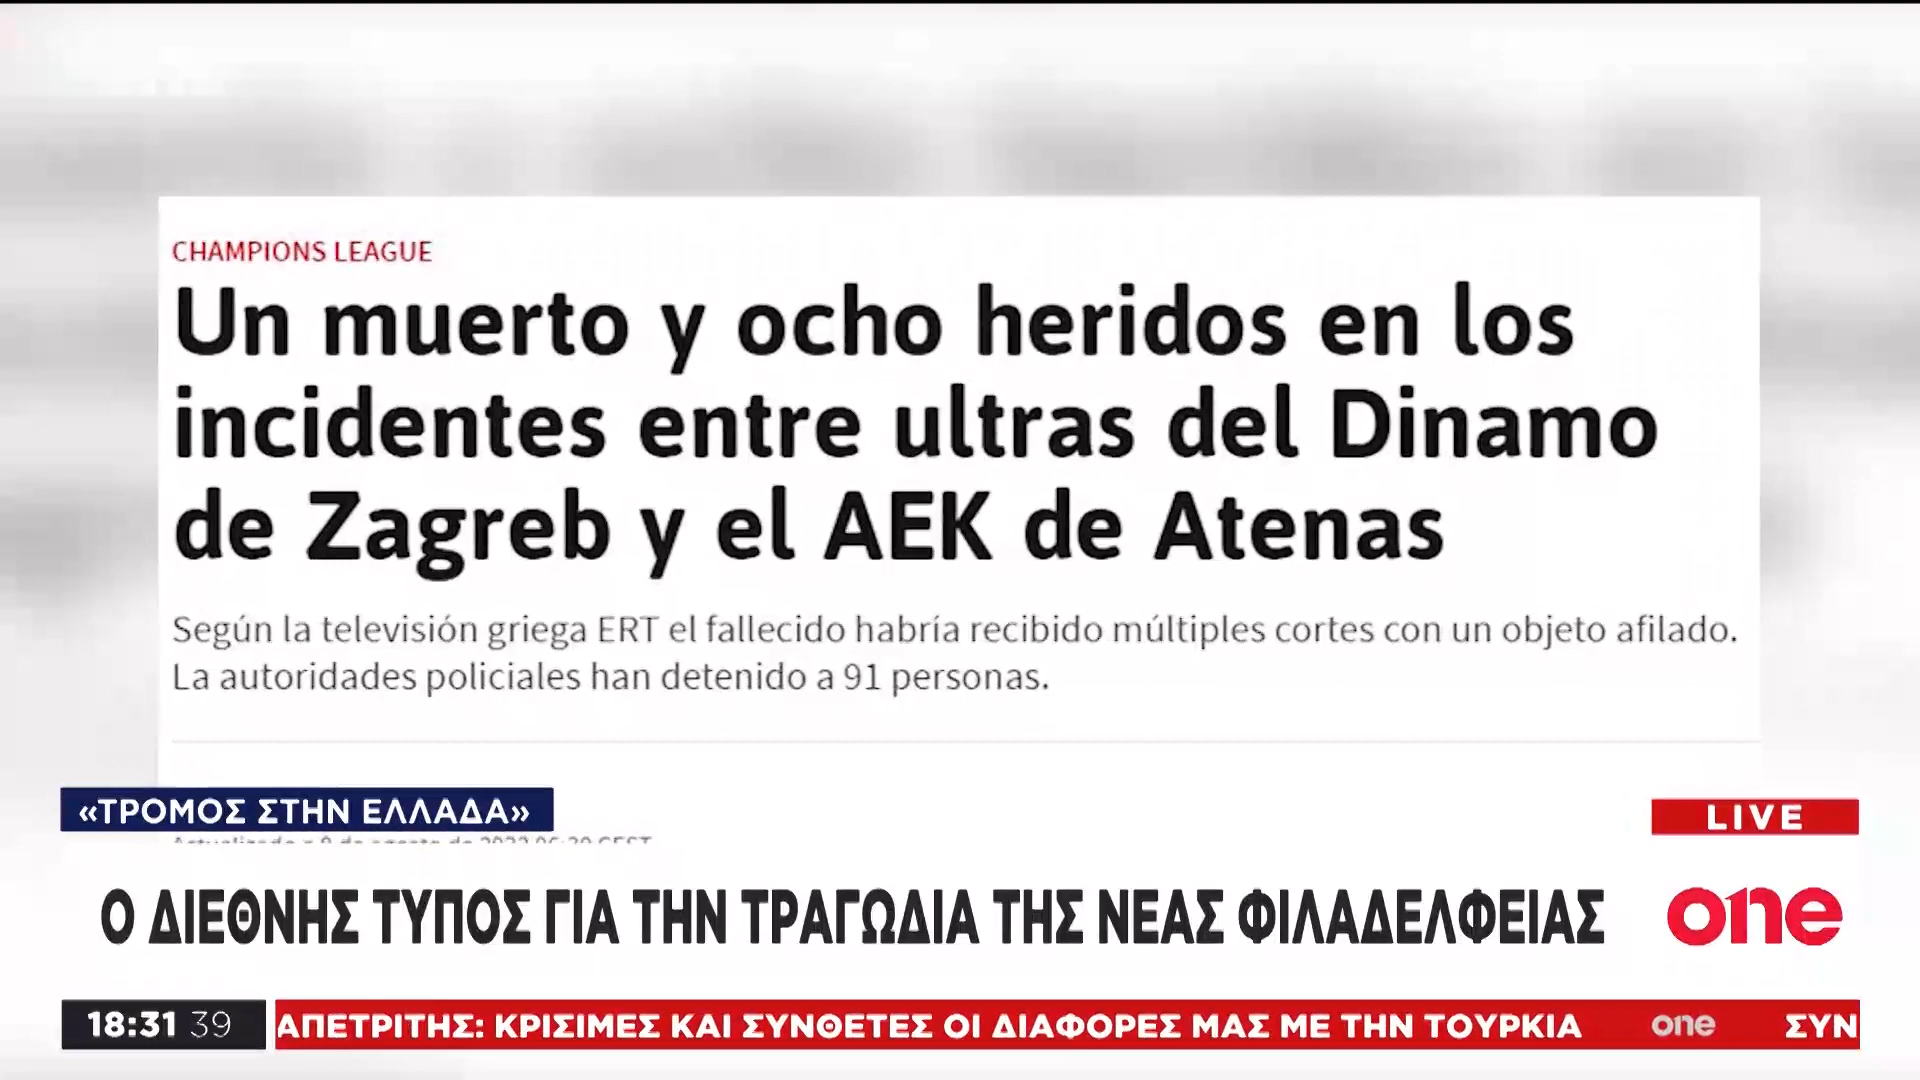 CHAMPIONS LEAGUE
Un muerto y ocho heridos en los
incidentes entre ultras del Dinamo
de Zagreb y el AEK de Atenas
Según la televisión griega ERT el fallecido habría recibido múltiples cortes con un objeto afilado.
La autoridades policiales han detenido a 91 personas.
«ΤΡΟΜΟΣ ΣΤΗΝ ΕΛΛΑΔΑ»
LIVE
Ο ΔΙΕΘΝΗΣ ΤΥΠΟΣ ΓΙΑ ΤΗΝ ΤΡΑΓΩΔΙΑ ΤΗΣ ΝΕΑΣ ΦΙΛΑΔΕΛΦΕΙΑΣ
one
18:31 39
ΑΠΕΤΡΙΤΗΣ: ΚΡΙΣΙΜΕΣ ΚΑΙ ΣΥΝΘΕΤΕΣ ΟΙ ΔΙΑΦΟΡΕΣ ΜΑΣ ΜΕ ΤΗΝ ΤΟΥΡΚΙΑ one ΣΥΝ